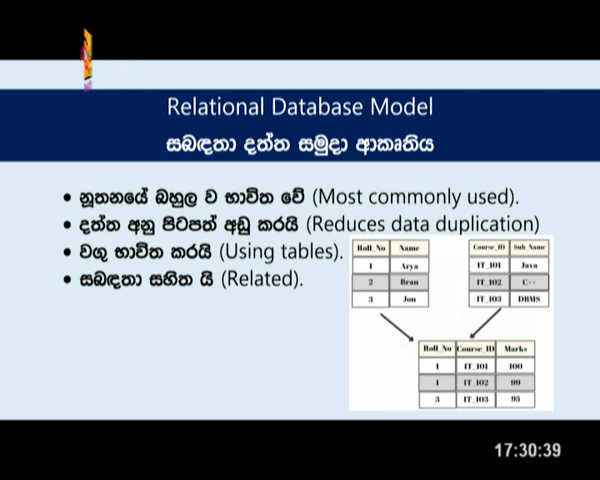 Relational Database Model
සබඳතා දත්ත සමුදා ආකෘතිය
• නූතනයේ බහුල ව භාවිත වේ (Most commonly used).
• දත්ත අනු පිටපත් අඩු කරයි (Reduces data duplication)
• වගු භාවිත කරයි (Using tables).
• සබඳතා සහිත යි (Related).
Roll_No Name
1 Arya
2 Bran
3 Jon
Course_ID Sub_Name
IT_101 Java
IT_102 C++
IT_103 DBMS
Roll_No Course_ID Marks
1 IT_101 100
1 IT_102 99
3 IT_103 95
17:30:39